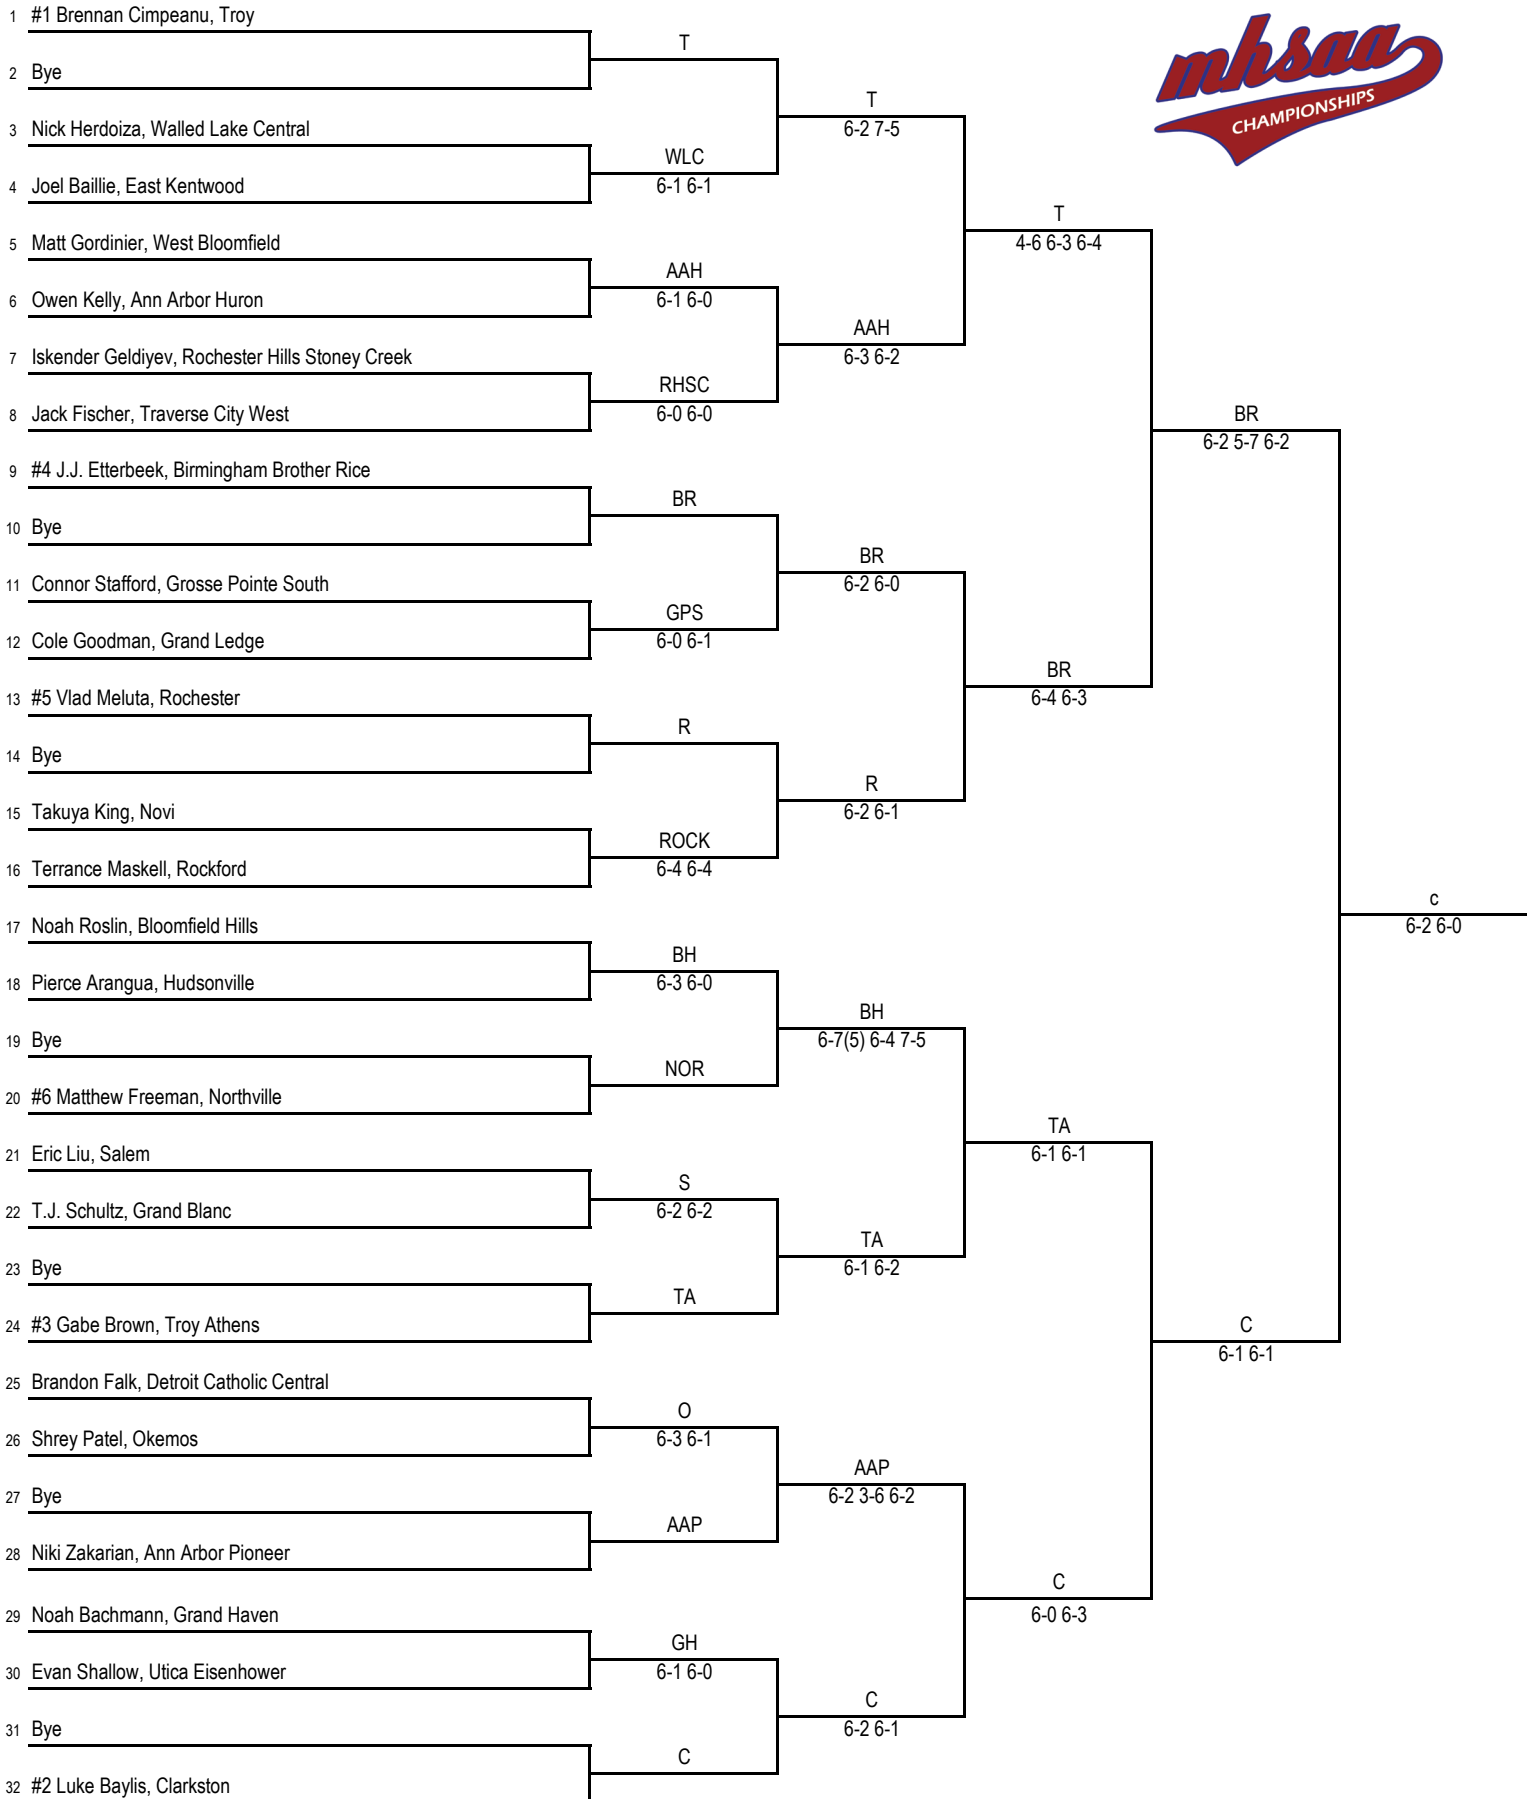 1 #1 Brennan Cimpeanu, Troy
mhsaa
CHAMPIONSHIPS
T
2 Bye
T
6-2 7-5
3 Nick Herdoiza, Walled Lake Central
WLC
6-1 6-1
4 Joel Baillie, East Kentwood
T
4-6 6-3 6-4
5 Matt Gordinier, West Bloomfield
AAH
6-1 6-0
6 Owen Kelly, Ann Arbor Huron
AAH
6-3 6-2
7 Iskender Geldiyev, Rochester Hills Stoney Creek
RHSC
6-0 6-0
8 Jack Fischer, Traverse City West
BR
6-2 5-7 6-2
9 #4 J.J. Etterbeek, Birmingham Brother Rice
BR
10 Bye
BR
6-2 6-0
11 Connor Stafford, Grosse Pointe South
GPS
6-0 6-1
12 Cole Goodman, Grand Ledge
BR
6-4 6-3
13 #5 Vlad Meluta, Rochester
R
14 Bye
R
6-2 6-1
15 Takuya King, Novi
ROCK
6-4 6-4
16 Terrance Maskell, Rockford
c
6-2 6-0
17 Noah Roslin, Bloomfield Hills
BH
6-3 6-0
18 Pierce Arangua, Hudsonville
BH
6-7(5) 6-4 7-5
19 Bye
NOR
20 #6 Matthew Freeman, Northville
TA
6-1 6-1
21 Eric Liu, Salem
S
6-2 6-2
22 T.J. Schultz, Grand Blanc
TA
6-1 6-2
23 Bye
TA
24 #3 Gabe Brown, Troy Athens
C
6-1 6-1
25 Brandon Falk, Detroit Catholic Central
O
6-3 6-1
26 Shrey Patel, Okemos
AAP
6-2 3-6 6-2
27 Bye
AAP
28 Niki Zakarian, Ann Arbor Pioneer
C
6-0 6-3
29 Noah Bachmann, Grand Haven
GH
6-1 6-0
30 Evan Shallow, Utica Eisenhower
C
6-2 6-1
31 Bye
C
32 #2 Luke Baylis, Clarkston